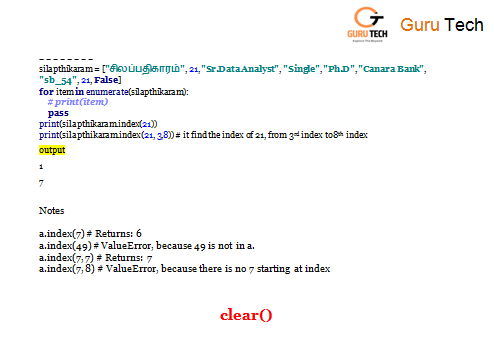 GURU TECH
Explore The Beyond
Guru Tech
_ _ _ _ _ _ _ _
silapthikaram = ["சிலப்பதிகாரம்", 21, "Sr.Data Analyst", "Single", "Ph.D", "Canara Bank",
"sb_54", 21, False]
for item in enumerate(silapthikaram):
# print(item)
pass
print(silapthikaram.index(21))
print(silapthikaram.index(21, 3,8)) # it find the index of 21, from 3rd index to 8th index
output
1
7
Notes
a.index(7) # Returns: 6
a.index(49) # ValueError, because 49 is not in a.
a.index(7, 7) # Returns: 7
a.index(7, 8) # ValueError, because there is no 7 starting at index
clear()